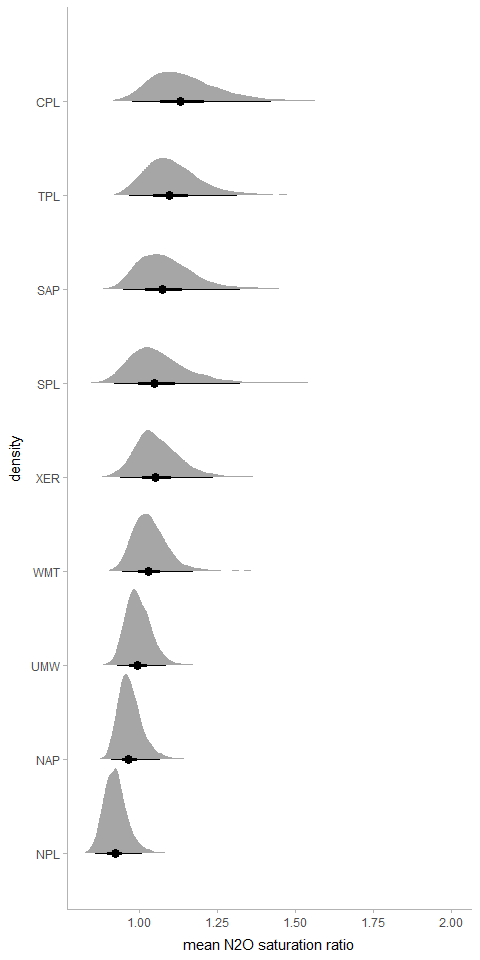 CPL
TPL
SAP
SPL
XER
WMT
UMW
NAP
NPL
density
1.00 1.25 1.50 1.75 2.00
mean N2O saturation ratio